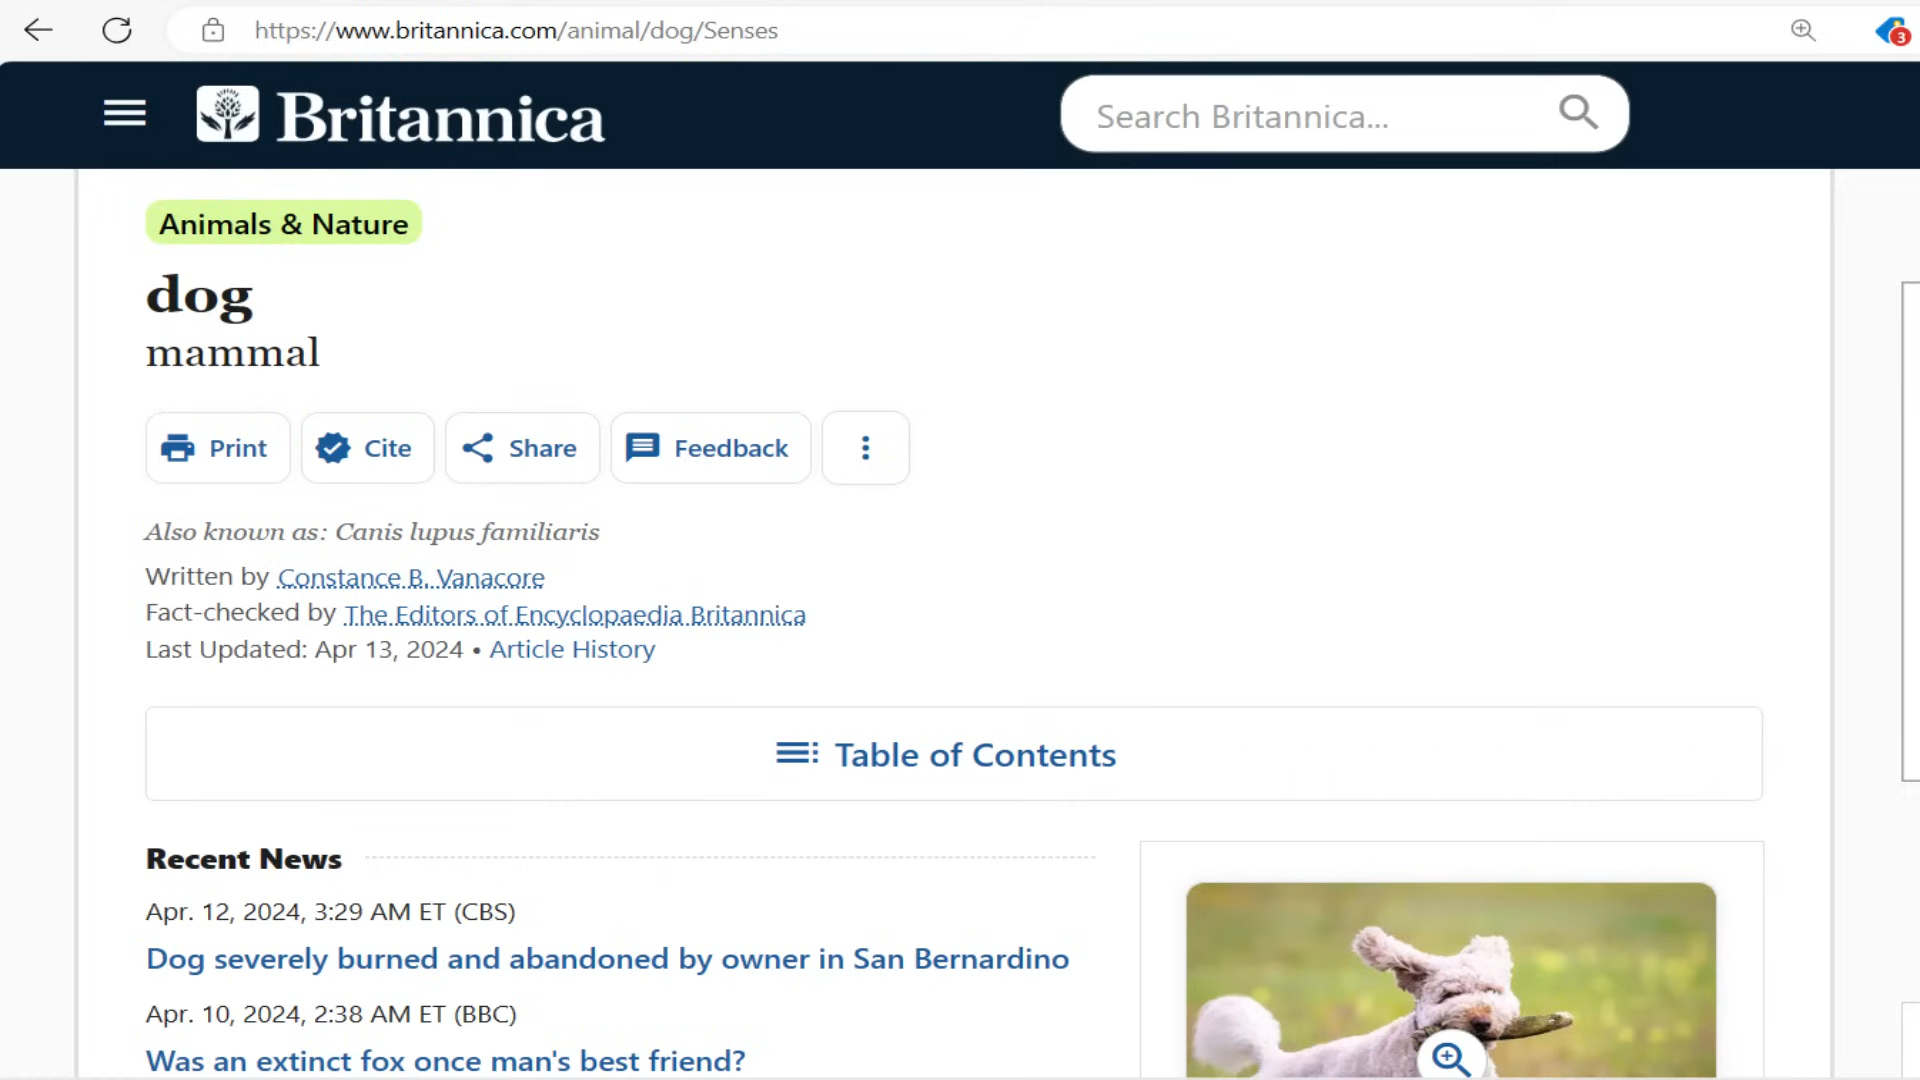 https://www.britannica.com/animal/dog/Senses
3
Britannica
Search Britannica...
Animals & Nature
dog
mammal
Print
Cite
Share
Feedback
Also known as: Canis lupus familiaris
Written by Constance B. Vanacore
Fact-checked by The Editors of Encyclopaedia Britannica
Last Updated: Apr 13, 2024 • Article History
Table of Contents
Recent News
Apr. 12, 2024, 3:29 AM ET (CBS)
Dog severely burned and abandoned by owner in San Bernardino
Apr. 10, 2024, 2:38 AM ET (BBC)
Was an extinct fox once man's best friend?